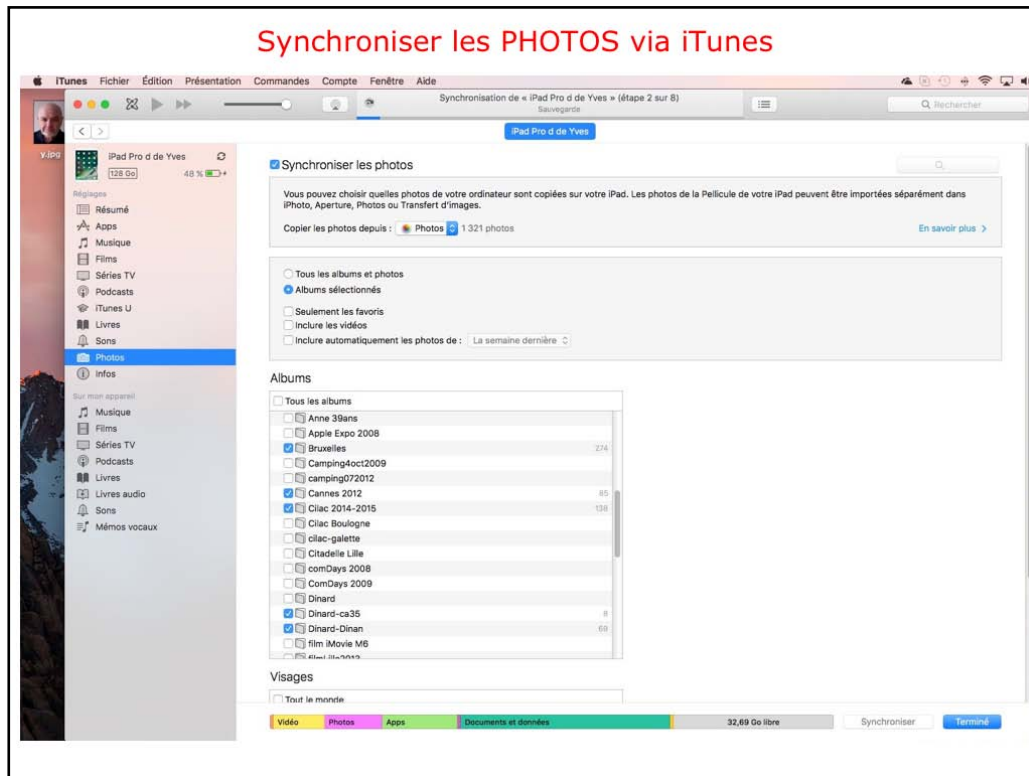 Synchroniser les PHOTOS via iTunes
iTunes Fichier Édition Présentation Commandes Compte Fenêtre Aide
Synchronisation de « iPad Pro d de Yves » (étape 2 sur 8)
Sauvegarde
Rechercher
iPad Pro d de Yves
y.jpg
iPad Pro d de Yves
128 Go 48 %
Synchroniser les photos
Vous pouvez choisir quelles photos de votre ordinateur sont copiées sur votre iPad. Les photos de la Pellicule de votre iPad peuvent être importées séparément dans
iPhoto, Aperture, Photos ou Transfert d'images.
Copier les photos depuis : Photos 1 321 photos En savoir plus >
Réglages
Résumé
Apps
Musique
Films
Séries TV
Podcasts
iTunes U
Livres
Sons
Photos
Infos
Sur mon appareil
Musique
Films
Séries TV
Podcasts
Livres
Livres audio
Sons
Mémos vocaux
Tous les albums et photos
Albums sélectionnés
Seulement les favoris
Inclure les vidéos
Inclure automatiquement les photos de : La semaine dernière
Albums
Tous les albums
Anne 39ans
Apple Expo 2008
Bruxelles 274
Camping4oct2009
camping072012
Cannes 2012 85
Cilac 2014-2015 138
Cilac Boulogne
cilac-galette
Citadelle Lille
comDays 2008
ComDays 2009
Dinard
Dinard-ca35 8
Dinard-Dinan 68
film iMovie M6
Visages
Tout le monde
Vidéo Photos Apps Documents et données 32,69 Go libre Synchroniser Terminé